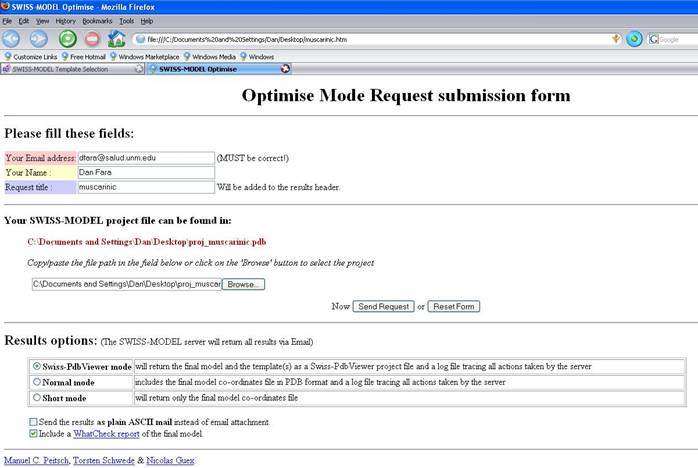 SWISS-MODEL Optimise - Mozilla Firefox
File Edit View History Bookmarks Tools Help
file:///C:/Documents%20and%20Settings/Dan/Desktop/muscarinic.htm Google
Customize Links Free Hotmail Windows Marketplace Windows Media Windows
SWISS-MODEL Template Selection SWISS-MODEL Optimise
Optimise Mode Request submission form
Please fill these fields:
Your Email address: dfara@salud.unm.edu (MUST be correct!)
Your Name : Dan Fara
Request title : muscarinic Will be added to the results header.
Your SWISS-MODEL project file can be found in:
C:\Documents and Settings\Dan\Desktop\proj_muscarinic.pdb
Copy/paste the file path in the field below or click on the 'Browse' button to select the project
C:\Documents and Settings\Dan\Desktop\proj_muscar Browse...
Now Send Request or Reset Form
Results options: (The SWISS-MODEL server will return all results via Email)
Swiss-PdbViewer mode will return the final model and the template(s) as a Swiss-PdbViewer project file and a log file tracing all actions taken by the server
Normal mode includes the final model co-ordinates file in PDB format and a log file tracing all actions taken by the server
Short mode will return only the final model co-ordinates file
Send the results as plain ASCII mail instead of email attachment.
Include a WhatCheck report of the final model.
Manuel C. Peitsch, Torsten Schwede & Nicolas Guex.